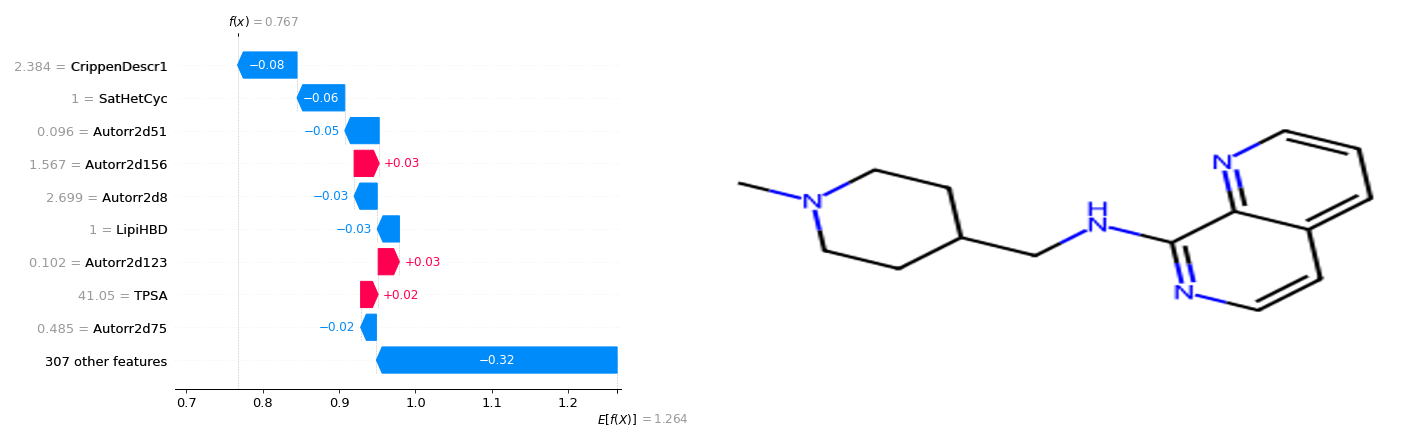 f(x) = 0.767
2.384 = CrippenDescr1
−0.08
1 = SatHetCyc
−0.06
0.096 = Autorr2d51
−0.05
1.567 = Autorr2d156
+0.03
2.699 = Autorr2d8
−0.03
1 = LipiHBD
−0.03
0.102 = Autorr2d123
+0.03
41.05 = TPSA
+0.02
0.485 = Autorr2d75
−0.02
307 other features
−0.32
0.7 0.8 0.9 1.0 1.1 1.2
E[f(X)] = 1.264
N
H
N
N
N